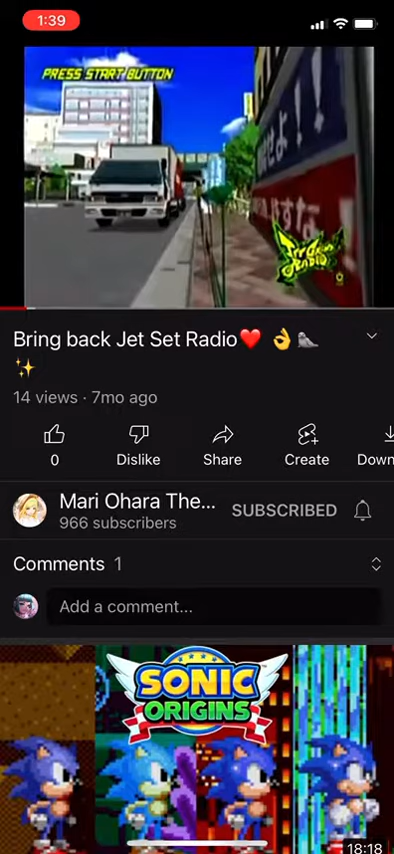 1:39
PRESS START BUTTON
Bring back Jet Set Radio❤️ 👌🦭
✨
14 views · 7mo ago
0
Dislike
Share
Create
Down
Mari Ohara The...
966 subscribers
SUBSCRIBED
Comments 1
Add a comment...
SONIC
ORIGINS
18:18